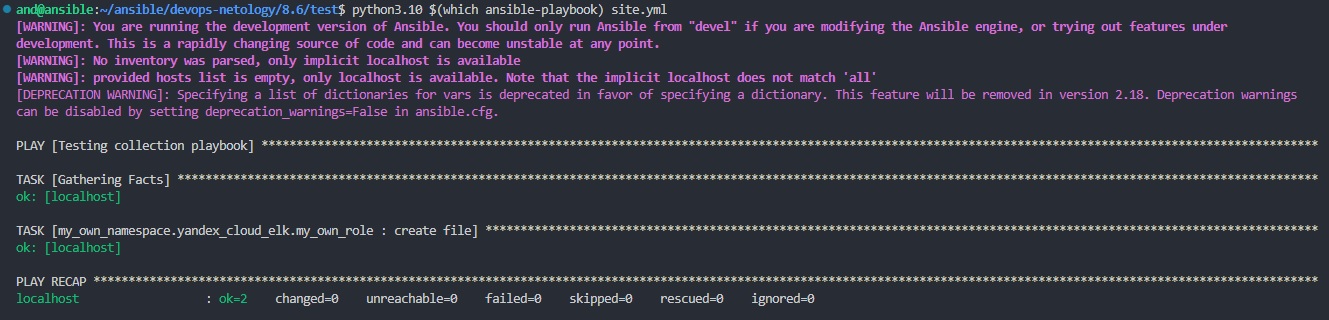 and@ansible:~/ansible/devops-netology/8.6/test$ python3.10 $(which ansible-playbook) site.yml
[WARNING]: You are running the development version of Ansible. You should only run Ansible from "devel" if you are modifying the Ansible engine, or trying out features under
development. This is a rapidly changing source of code and can become unstable at any point.
[WARNING]: No inventory was parsed, only implicit localhost is available
[WARNING]: provided hosts list is empty, only localhost is available. Note that the implicit localhost does not match 'all'
[DEPRECATION WARNING]: Specifying a list of dictionaries for vars is deprecated in favor of specifying a dictionary. This feature will be removed in version 2.18. Deprecation warnings
can be disabled by setting deprecation_warnings=False in ansible.cfg.
PLAY [Testing collection playbook] *******************************************************************************************************************************************************
TASK [Gathering Facts] *******************************************************************************************************************************************************************
ok: [localhost]
TASK [my_own_namespace.yandex_cloud_elk.my_own_role : create file] ***********************************************************************************************************************
ok: [localhost]
PLAY RECAP *******************************************************************************************************************************************************************************
localhost                  : ok=2    changed=0    unreachable=0    failed=0    skipped=0    rescued=0    ignored=0